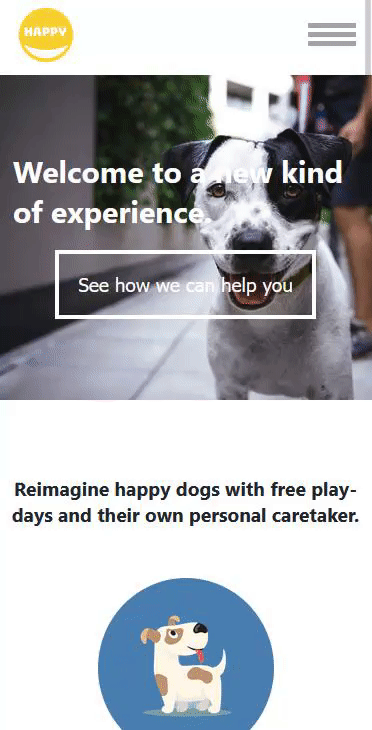 HAPPY
Welcome to a new kind
of experience.
See how we can help you
Reimagine happy dogs with free play-
days and their own personal caretaker.